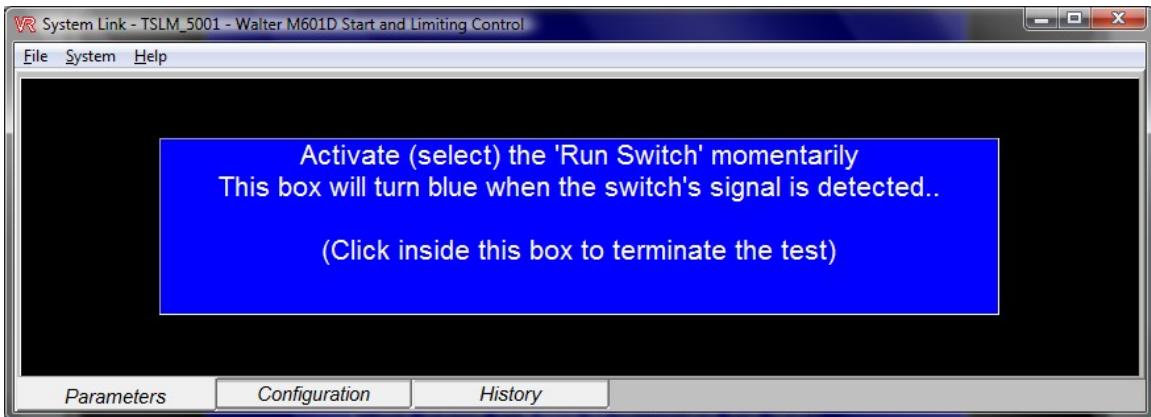 VR System Link - TSLM_5001 - Walter M601D Start and Limiting Control
File System Help
Activate (select) the 'Run Switch' momentarily
This box will turn blue when the switch's signal is detected..
(Click inside this box to terminate the test)
Parameters Configuration History